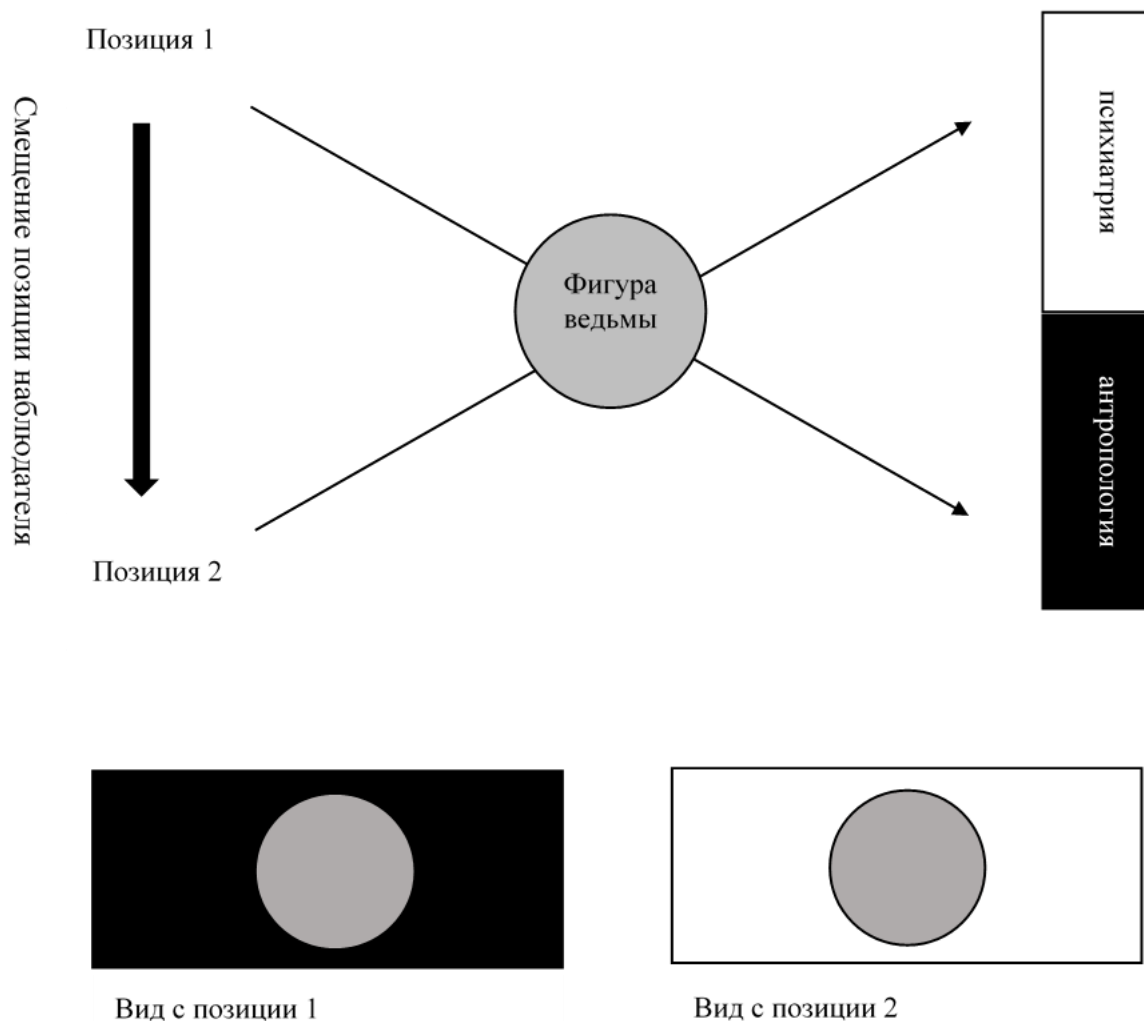 Позиция 1
Смещение позиции наблюдателя
психиатрия
Фигура
ведьмы
антропология
Позиция 2
Вид с позиции 1
Вид с позиции 2